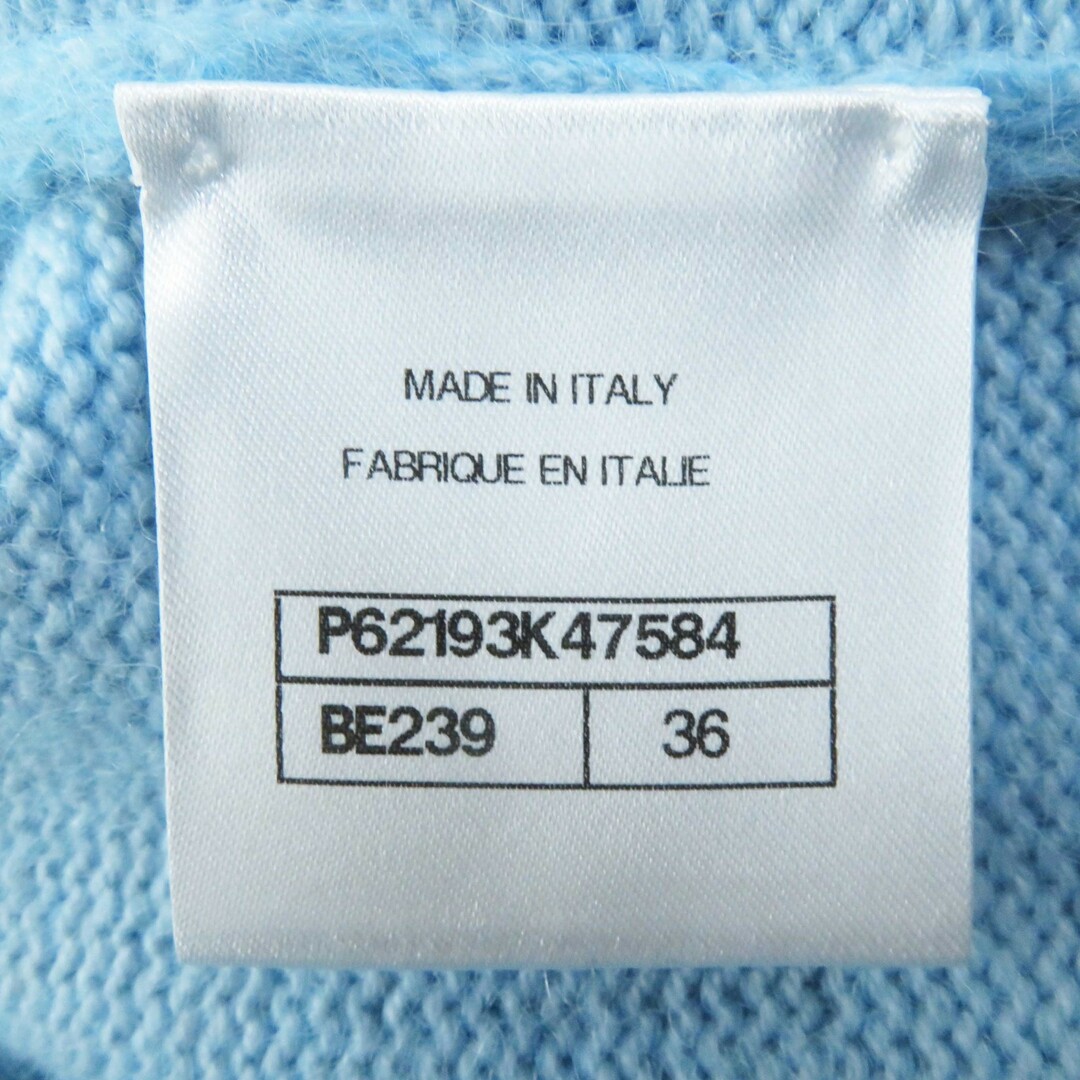 MADE IN ITALY
FABRIQUE EN ITALIE
P62193K47584
BE239 36